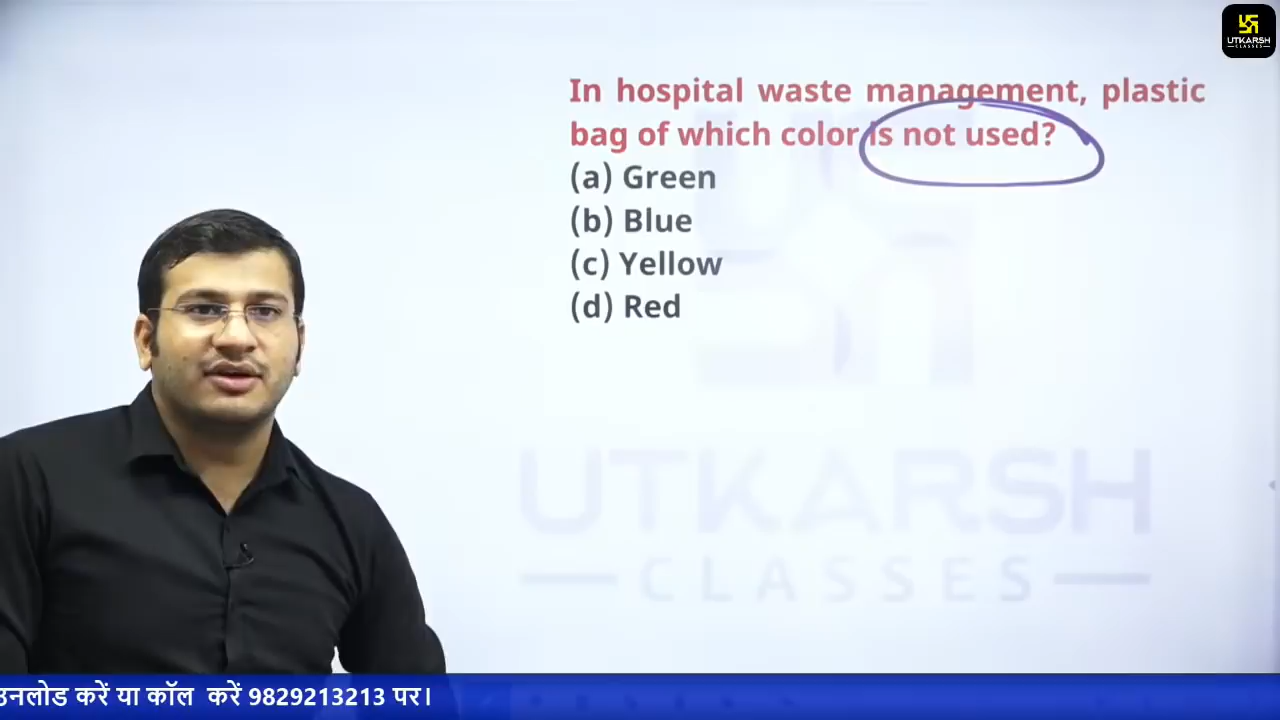 UTKARSH
CLASSES
In hospital waste management, plastic
bag of which color is not used?
(a) Green
(b) Blue
(c) Yellow
(d) Red
UTKARSH
CLASSES
करें या कॉल करें 9829213213 पर।